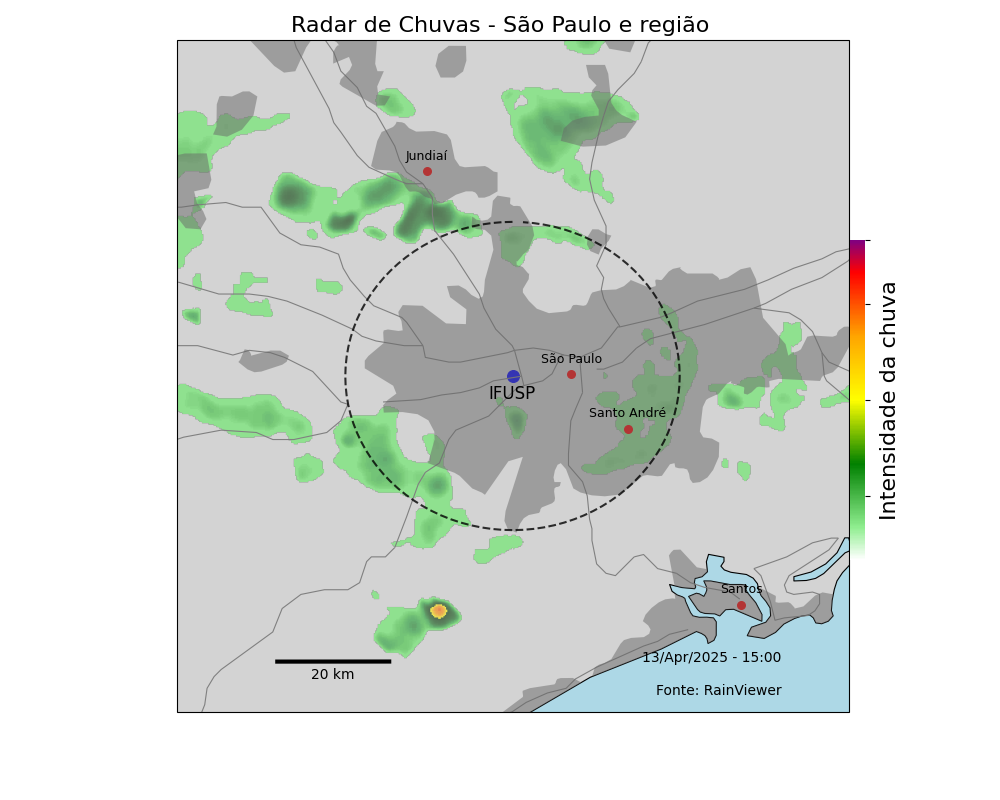 Radar de Chuvas - São Paulo e região
Jundiaí
São Paulo
IFUSP
Santo André
Intensidade da chuva
Santos
13/Apr/2025 - 15:00
20 km
Fonte: RainViewer